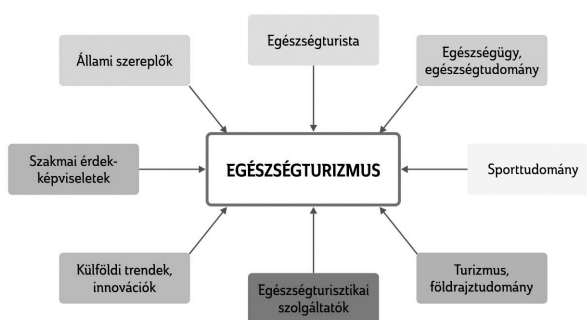 Egészségturista
Állami szereplők
Egészségügy,
egészségtudomány
Szakmai érdek-
képviseletek
EGÉSZSÉGTURIZMUS
Sporttudomány
Külföldi trendek,
innovációk
Egészségturisztikai
szolgáltatók
Turizmus,
földrajztudomány